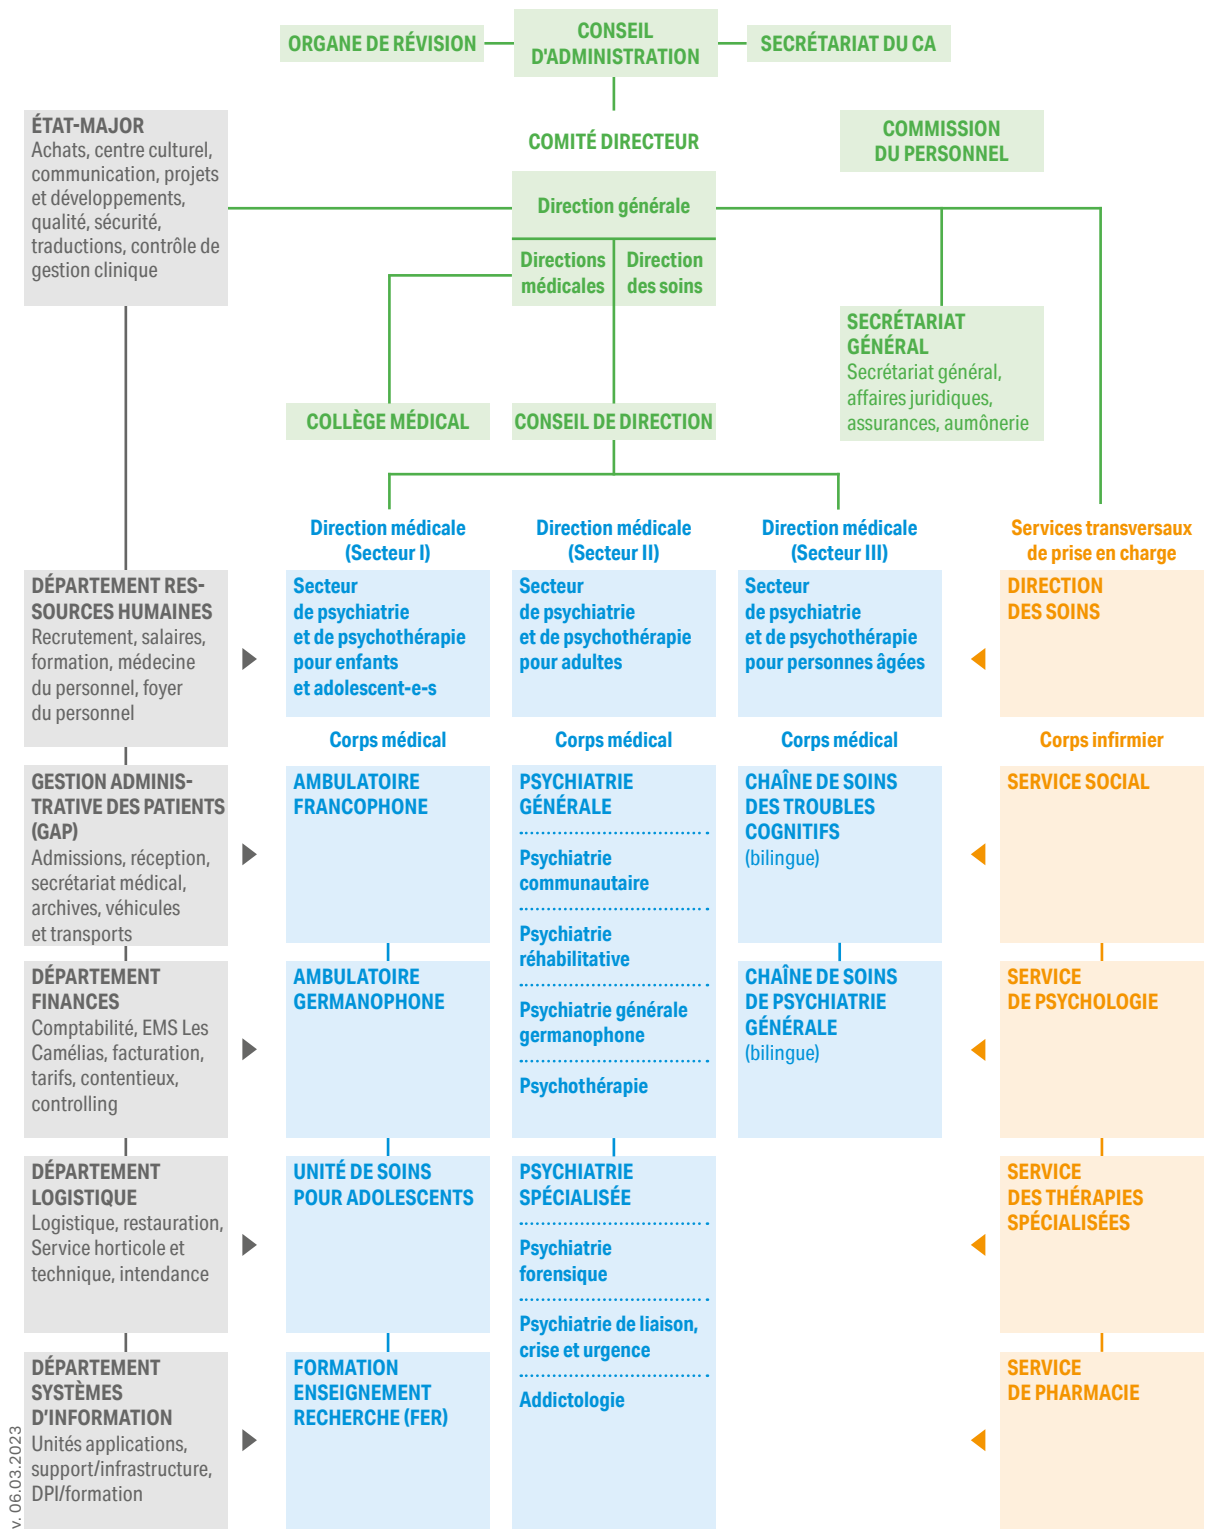 ORGANE DE RÉVISION
CONSEIL
D'ADMINISTRATION
SECRÉTARIAT DU CA
ÉTAT-MAJOR
Achats, centre culturel,
communication, projets
et développements,
qualité, sécurité,
traductions, contrôle de
gestion clinique
COMITÉ DIRECTEUR
COMMISSION
DU PERSONNEL
Direction générale
Directions
médicales
Direction
des soins
SECRÉTARIAT
GÉNÉRAL
Secrétariat général,
affaires juridiques,
assurances, aumônerie
COLLÈGE MÉDICAL
CONSEIL DE DIRECTION
Direction médicale
(Secteur I)
Direction médicale
(Secteur II)
Direction médicale
(Secteur III)
Services transversaux
de prise en charge
DÉPARTEMENT RES-
SOURCES HUMAINES
Recrutement, salaires,
formation, médecine
du personnel, foyer
du personnel
Secteur
de psychiatrie
et de psychothérapie
pour enfants
et adolescent-e-s
Secteur
de psychiatrie
et de psychothérapie
pour adultes
Secteur
de psychiatrie
et de psychothérapie
pour personnes âgées
DIRECTION
DES SOINS
Corps médical
Corps médical
Corps médical
Corps infirmier
GESTION ADMINIS-
TRATIVE DES PATIENTS
(GAP)
Admissions, réception,
secrétariat médical,
archives, véhicules
et transports
AMBULATOIRE
FRANCOPHONE
PSYCHIATRIE
GÉNÉRALE
Psychiatrie
communautaire
Psychiatrie
réhabilitative
Psychiatrie générale
germanophone
Psychothérapie
CHAÎNE DE SOINS
DES TROUBLES
COGNITIFS
(bilingue)
SERVICE SOCIAL
DÉPARTEMENT
FINANCES
Comptabilité, EMS Les
Camélias, facturation,
tarifs, contentieux,
controlling
AMBULATOIRE
GERMANOPHONE
CHAÎNE DE SOINS
DE PSYCHIATRIE
GÉNÉRALE
(bilingue)
SERVICE
DE PSYCHOLOGIE
DÉPARTEMENT
LOGISTIQUE
Logistique, restauration,
Service horticole et
technique, intendance
UNITÉ DE SOINS
POUR ADOLESCENTS
PSYCHIATRIE
SPÉCIALISÉE
Psychiatrie
forensique
Psychiatrie de liaison,
crise et urgence
Addictologie
SERVICE
DES THÉRAPIES
SPÉCIALISÉES
DÉPARTEMENT
SYSTÈMES
D'INFORMATION
Unités applications,
support/infrastructure,
DPI/formation
FORMATION
ENSEIGNEMENT
RECHERCHE (FER)
SERVICE
DE PHARMACIE
v. 06.03.2023